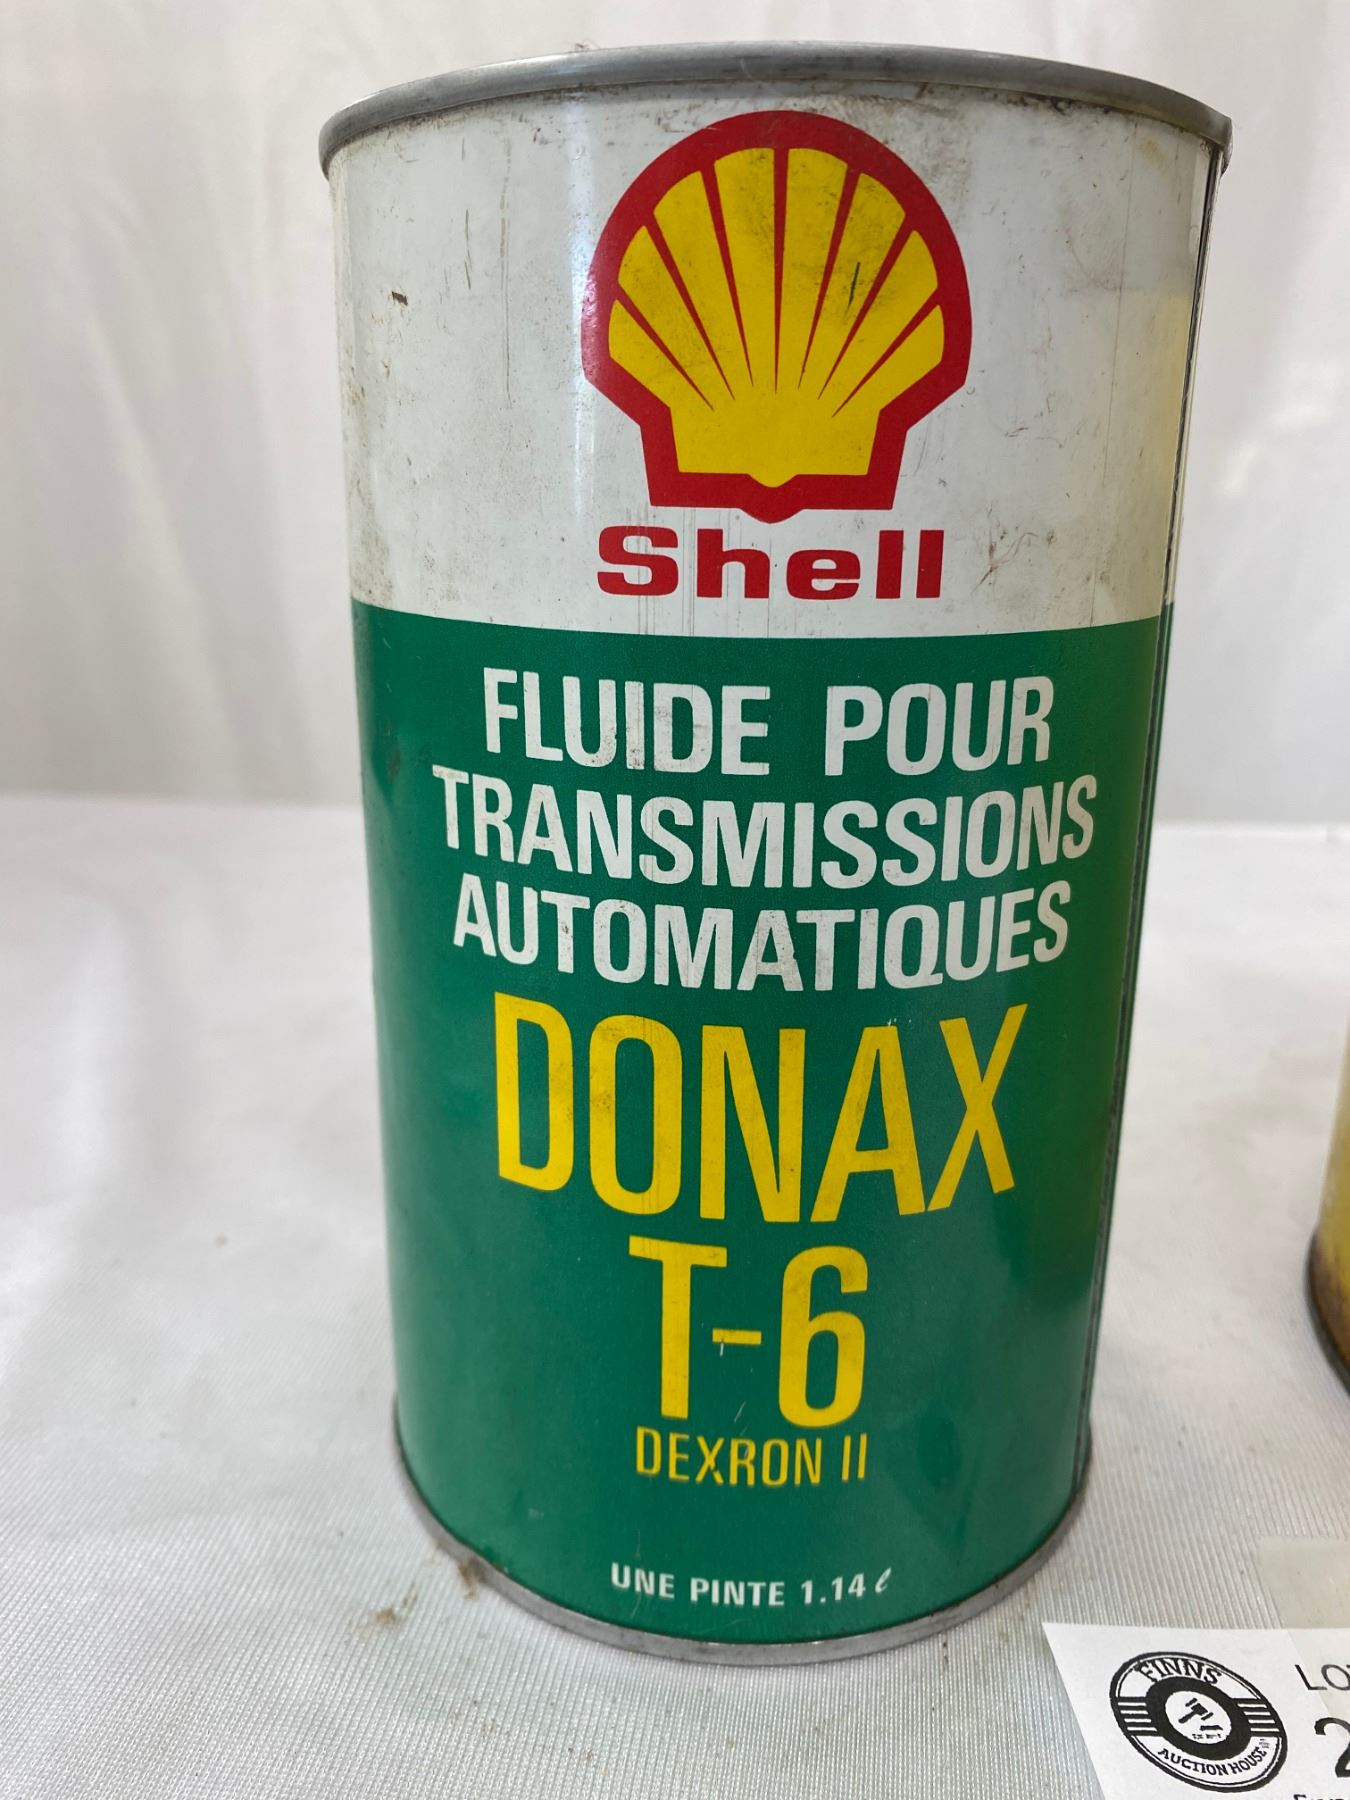 Shell
FLUIDE POUR
TRANSMISSIONS
AUTOMATIQUES
DONAX
T-6
DEXRON II
UNE PINTE 1.14 ℓ
FINNS
AUCTION HOUSE